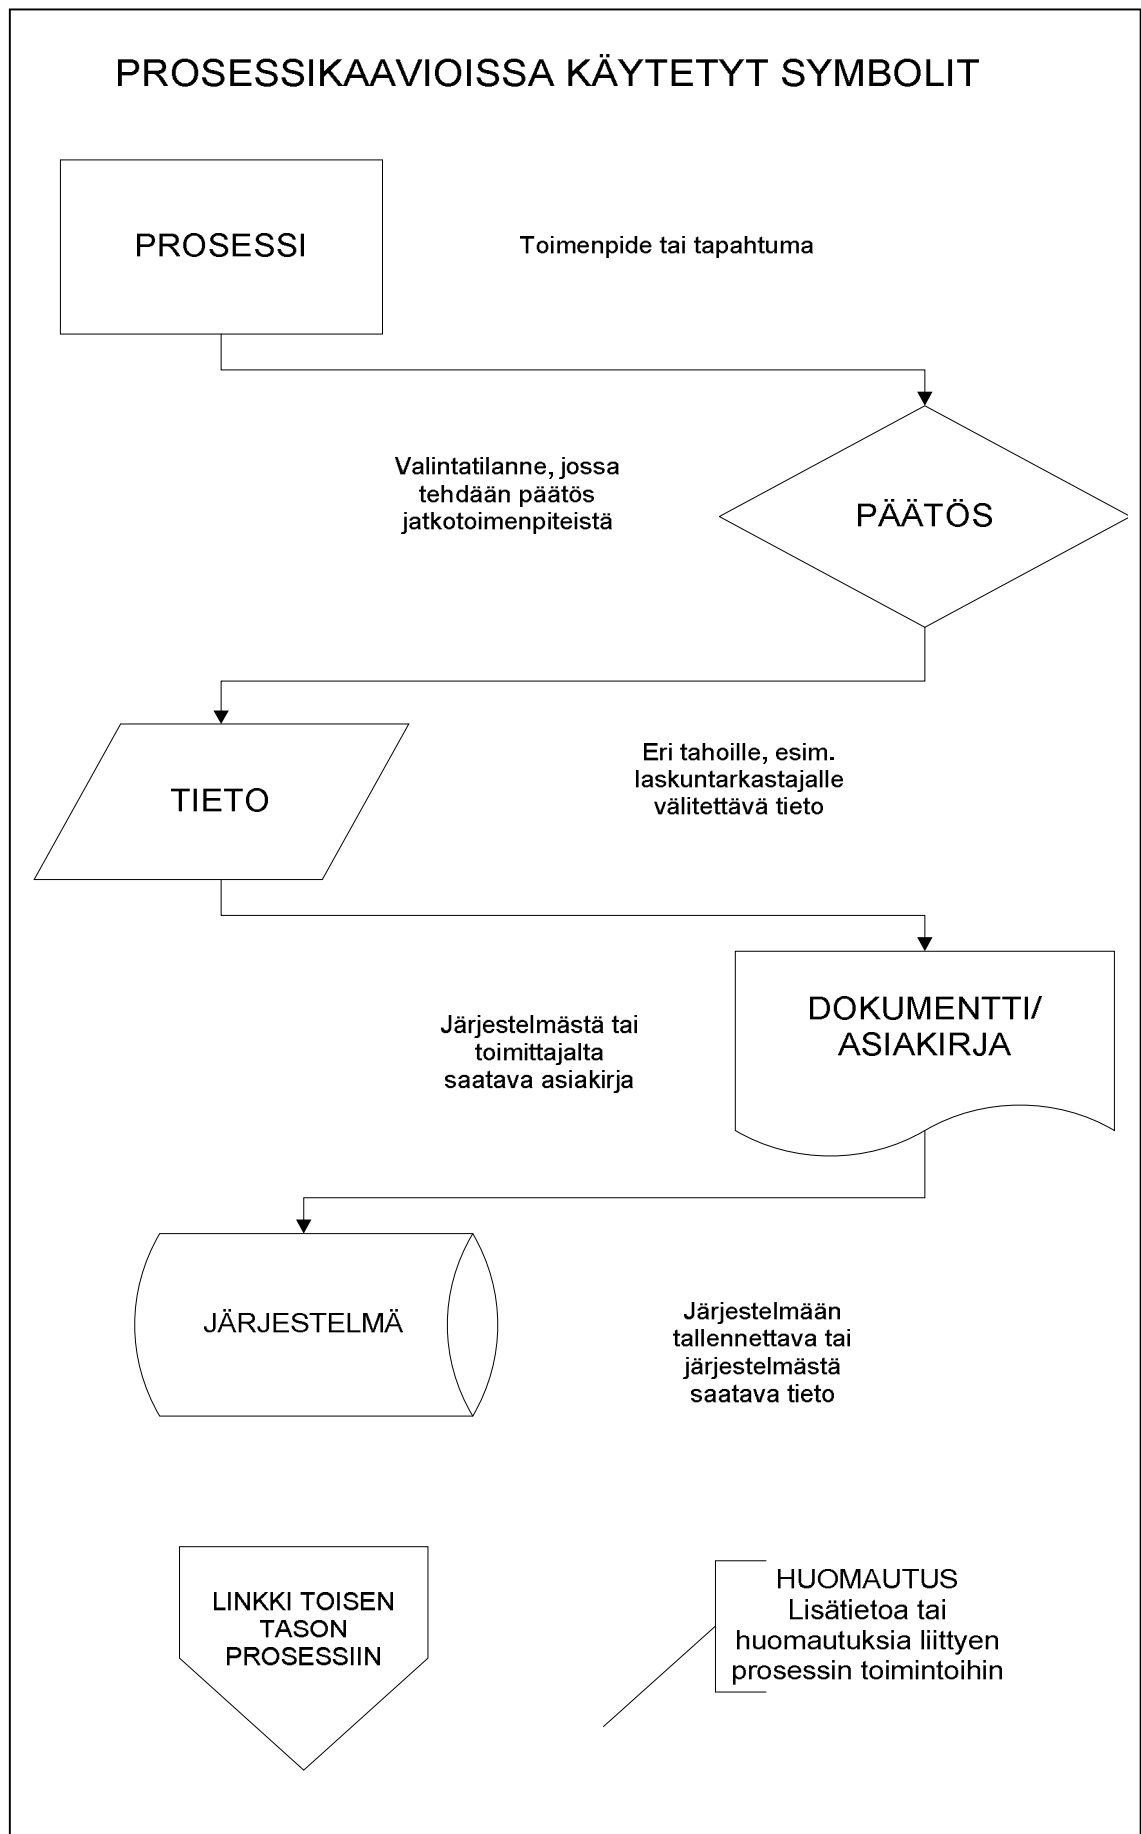 PROSESSIKAAVIOISSA KÄYTETYT SYMBOLIT
PROSESSI
Toimenpide tai tapahtuma
Valintatilanne, jossa
tehdään päätös
jatkotoimenpiteistä
PÄÄTÖS
TIETO
Eri tahoille, esim.
laskuntarkastajalle
välitettävä tieto
Järjestelmästä tai
toimittajalta
saatava asiakirja
DOKUMENTTI/
ASIAKIRJA
JÄRJESTELMÄ
Järjestelmään
tallennettava tai
järjestelmästä
saatava tieto
LINKKI TOISEN
TASON
PROSESSIIN
HUOMAUTUS
Lisätietoa tai
huomautuksia liittyen
prosessin toimintoihin